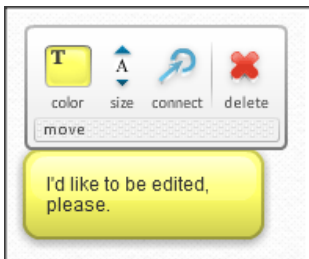 T
A
color size connect delete
move
I'd like to be edited,
please.